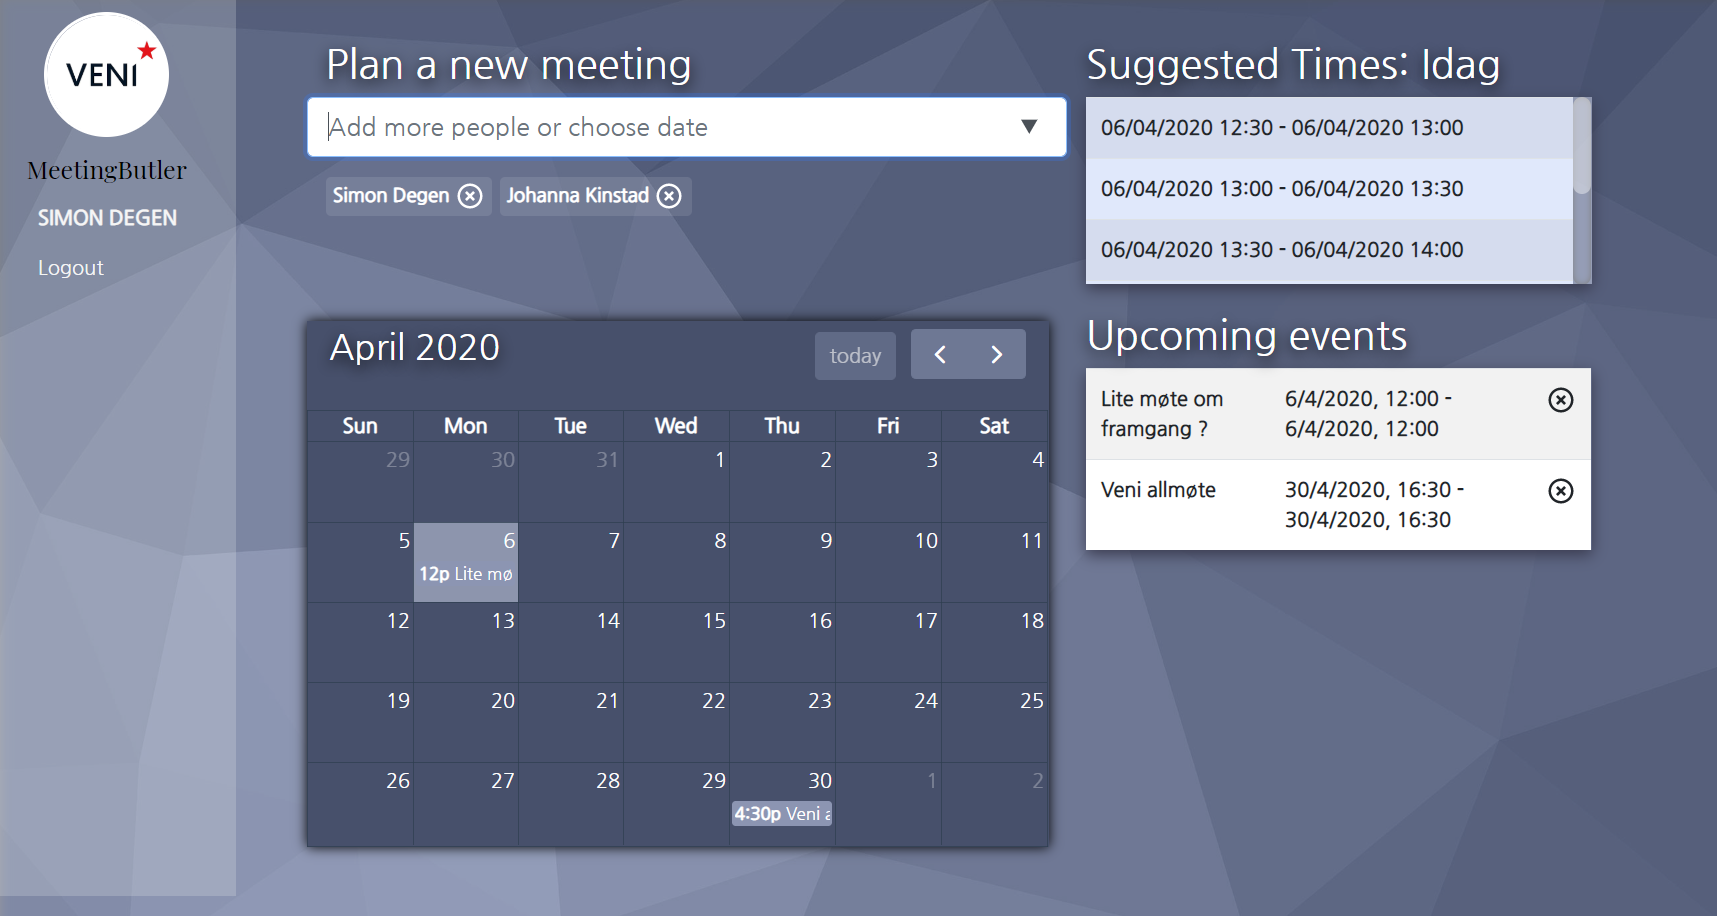 VENI
MeetingButler
SIMON DEGEN
Logout
Plan a new meeting
Add more people or choose date
Simon Degen
Johanna Kinstad
April 2020
today
Sun Mon Tue Wed Thu Fri Sat
29 30 31 1 2 3 4
5 6 7 8 9 10 11
12p Lite mø
12 13 14 15 16 17 18
19 20 21 22 23 24 25
26 27 28 29 30 1 2
4:30p Veni a
Suggested Times: Idag
06/04/2020 12:30 - 06/04/2020 13:00
06/04/2020 13:00 - 06/04/2020 13:30
06/04/2020 13:30 - 06/04/2020 14:00
Upcoming events
Lite møte om 6/4/2020, 12:00 -
framgang ? 6/4/2020, 12:00
Veni allmøte 30/4/2020, 16:30 -
30/4/2020, 16:30